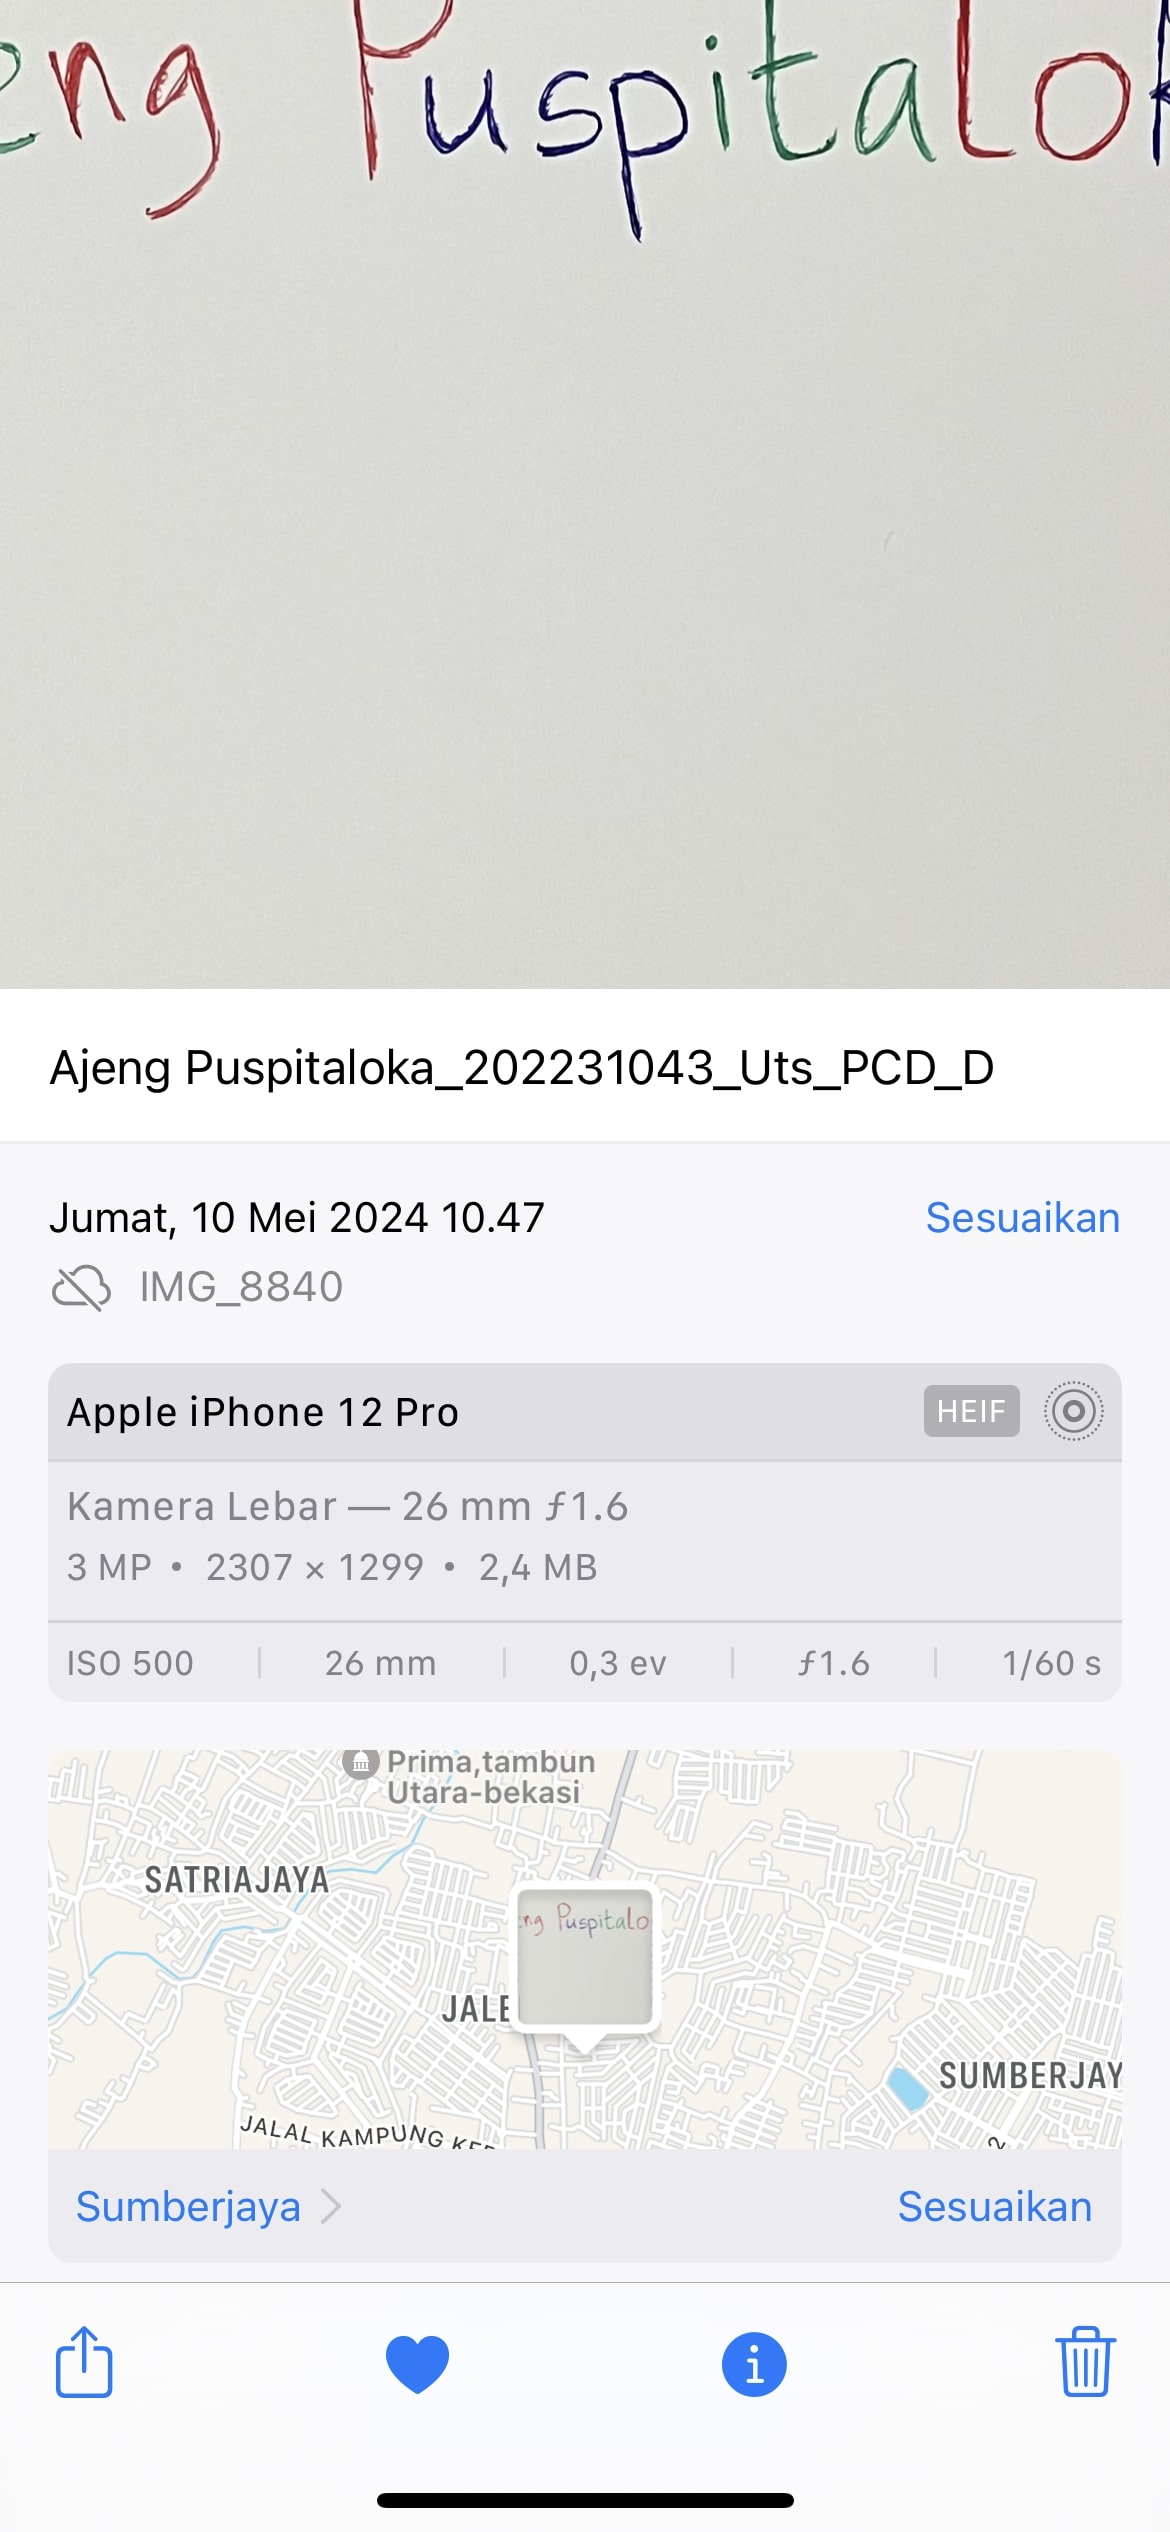 eng Puspitalo
Ajeng Puspitaloka_202231043_Uts_PCD_D
Jumat, 10 Mei 2024 10.47
Sesuaikan
IMG_8840
Apple iPhone 12 Pro
HEIF
Kamera Lebar — 26 mm ƒ1.6
3 MP • 2307 × 1299 • 2,4 MB
ISO 500 | 26 mm | 0,3 ev | ƒ1.6 | 1/60 s
Prima,tambun
Utara-bekasi
SATRIAJAYA
ng Puspitalo
JALE
SUMBERJAY
JALAL KAMPUNG
2
Sumberjaya
Sesuaikan